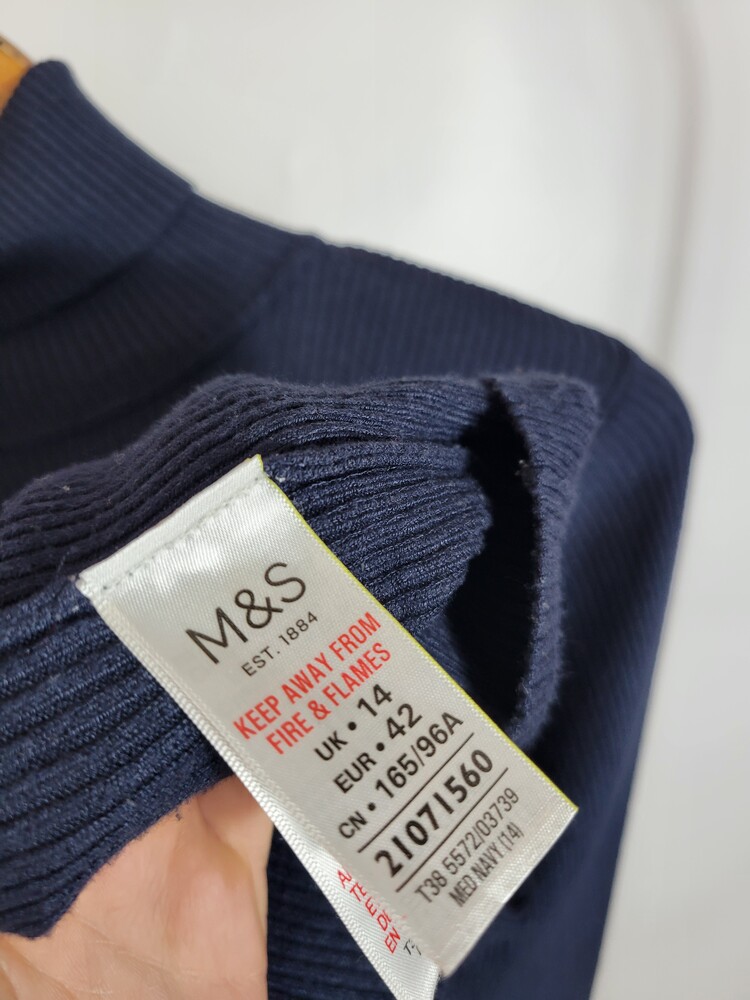 M&S
EST. 1884
KEEP AWAY FROM
FIRE & FLAMES
UK • 14
EUR • 42
CN • 165/96A
21071560
T38 5572/03739
MED NAVY (14)
EN